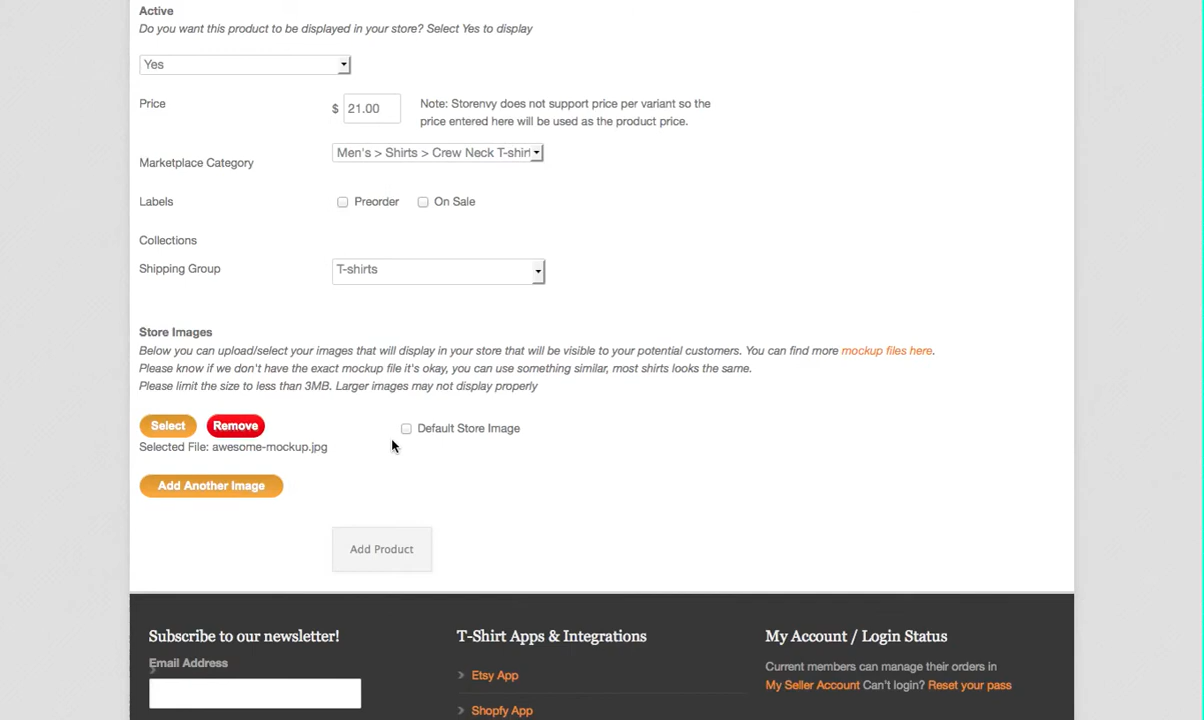 Active
Do you want this product to be displayed in your store? Select Yes to display
Yes
Price
$ 21.00
Note: Storenvy does not support price per variant so the
price entered here will be used as the product price.
Marketplace Category
Men's > Shirts > Crew Neck T-shirt
Labels
Preorder
On Sale
Collections
Shipping Group
T-shirts
Store Images
Below you can upload/select your images that will display in your store that will be visible to your potential customers. You can find more mockup files here.
Please know if we don't have the exact mockup file it's okay, you can use something similar, most shirts looks the same.
Please limit the size to less than 3MB. Larger images may not display properly
Select
Remove
Default Store Image
Selected File: awesome-mockup.jpg
Add Another Image
Add Product
Subscribe to our newsletter!
Email Address
T-Shirt Apps & Integrations
Etsy App
Shopfy App
My Account / Login Status
Current members can manage their orders in
My Seller Account Can't login? Reset your pass